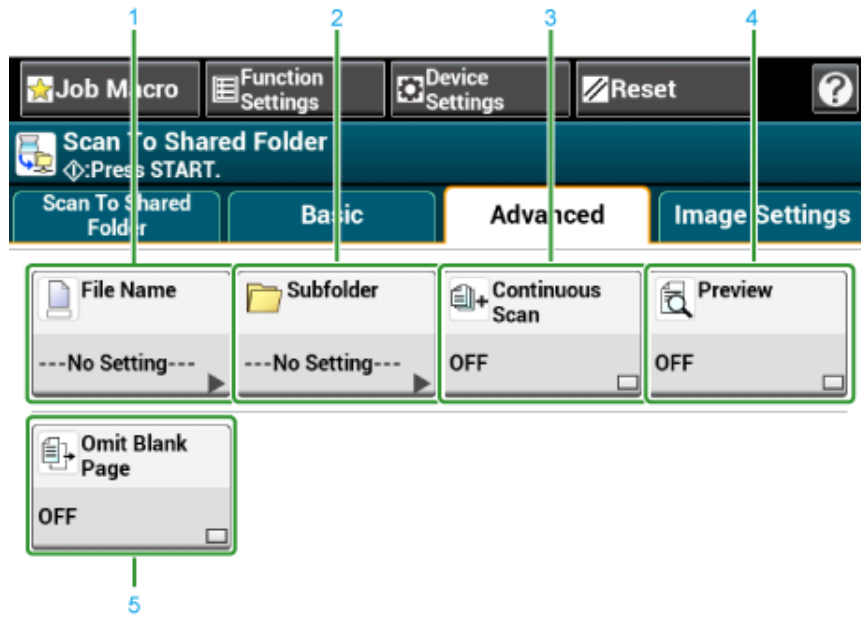 1 2 3 4
Job Macro Function Settings Device Settings Reset ?
Scan To Shared Folder
:Press START.
Scan To Shared Folder Basic Advanced Image Settings
File Name Subfolder Continuous Scan Preview
---No Setting--- ---No Setting--- OFF OFF
Omit Blank
Page
OFF
5